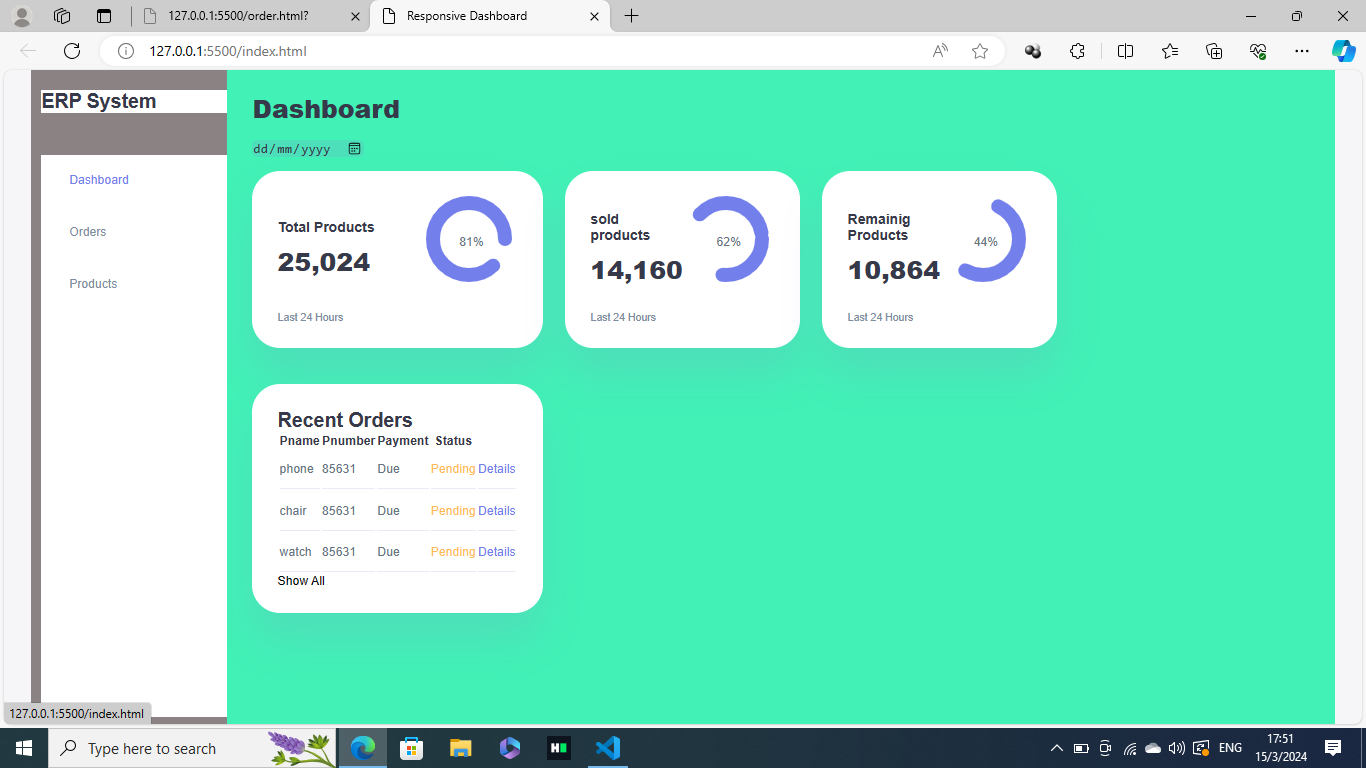 127.0.0.1:5500/order.html?
Responsive Dashboard
127.0.0.1:5500/index.html
ERP System
Dashboard
Orders
Products
Dashboard
dd/mm/yyyy
Total Products
25,024
81%
Last 24 Hours
sold
products
14,160
62%
Last 24 Hours
Remainig
Products
10,864
44%
Last 24 Hours
Recent Orders
Pname Pnumber Payment Status
phone 85631 Due Pending Details
chair 85631 Due Pending Details
watch 85631 Due Pending Details
Show All
127.0.0.1:5500/index.html
Type here to search
ENG
17:51
15/3/2024